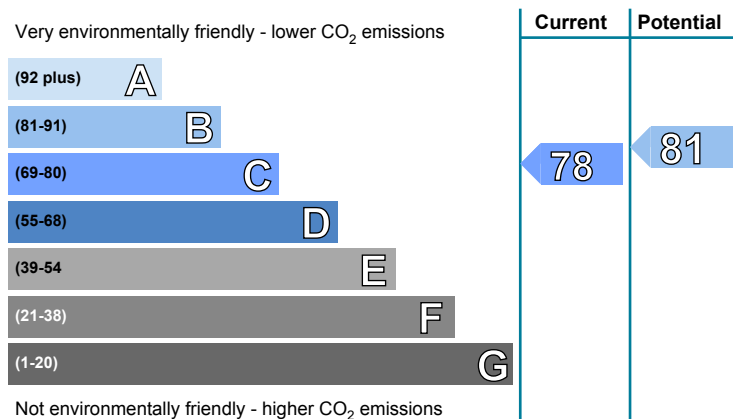 Very environmentally friendly - lower CO₂ emissions
Current
Potential
(92 plus) A
(81-91) B
(69-80) C
(55-68) D
(39-54 E
(21-38) F
(1-20) G
78
81
Not environmentally friendly - higher CO₂ emissions